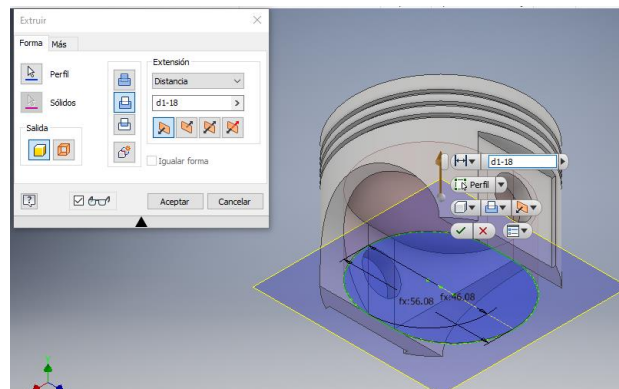 Extruir
Forma Más
Perfil
Sólidos
Salida
Extensión
Distancia
d1-18
Igualar forma
Aceptar Cancelar
d1-18
Perfil
fx:56.08 fx:46.08